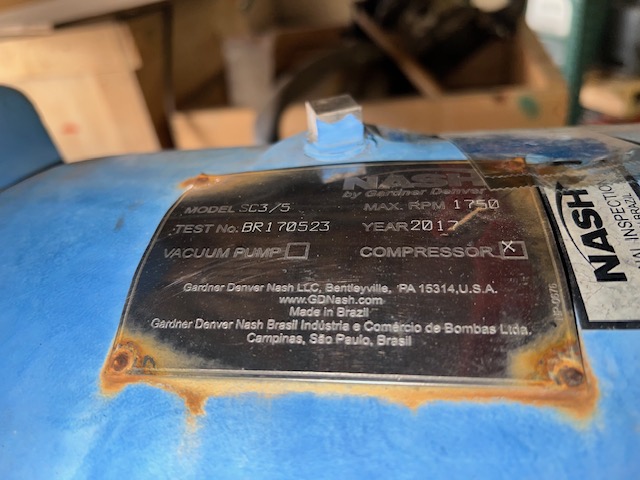 NASH
by Gardner Denver
MODEL SC3/5 MAX. RPM 1750
TEST No. BR170523 YEAR 2017
VACUUM PUMP COMPRESSOR X
Gardner Denver Nash LLC, Bentleyville, PA 15314, U.S.A.
www.GDNash.com
Made in Brazil
Gardner Denver Nash Brasil Indústria e Comércio de Bombas Ltda.
Campinas, São Paulo, Brasil
NASH
INSPECTION
BRAZIL